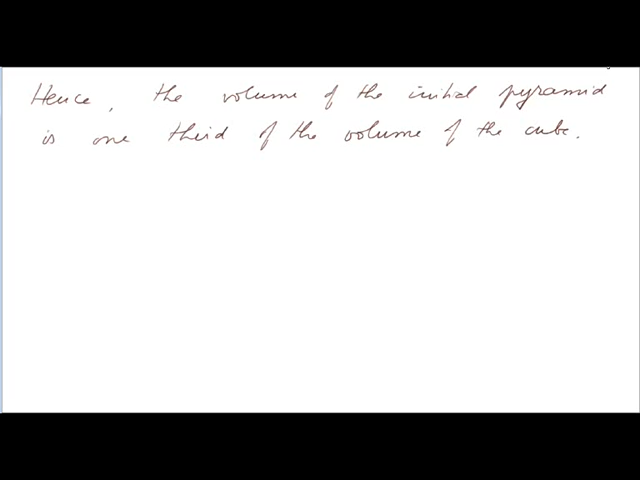 Hence, the volume of the initial pyramid
is one third of the volume of the cube.